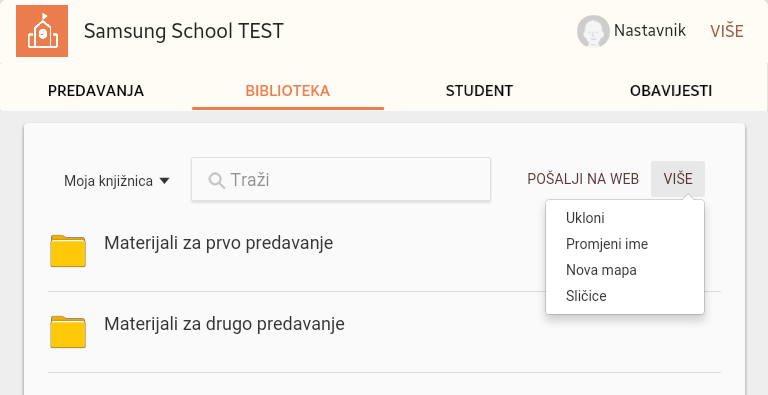 Samsung School TEST
Nastavnik
VIŠE
PREDAVANJA
BIBLIOTEKA
STUDENT
OBAVIJESTI
Moja knjižnica
Traži
POŠALJI NA WEB
VIŠE
Ukloni
Promjeni ime
Nova mapa
Sličice
Materijali za prvo predavanje
Materijali za drugo predavanje